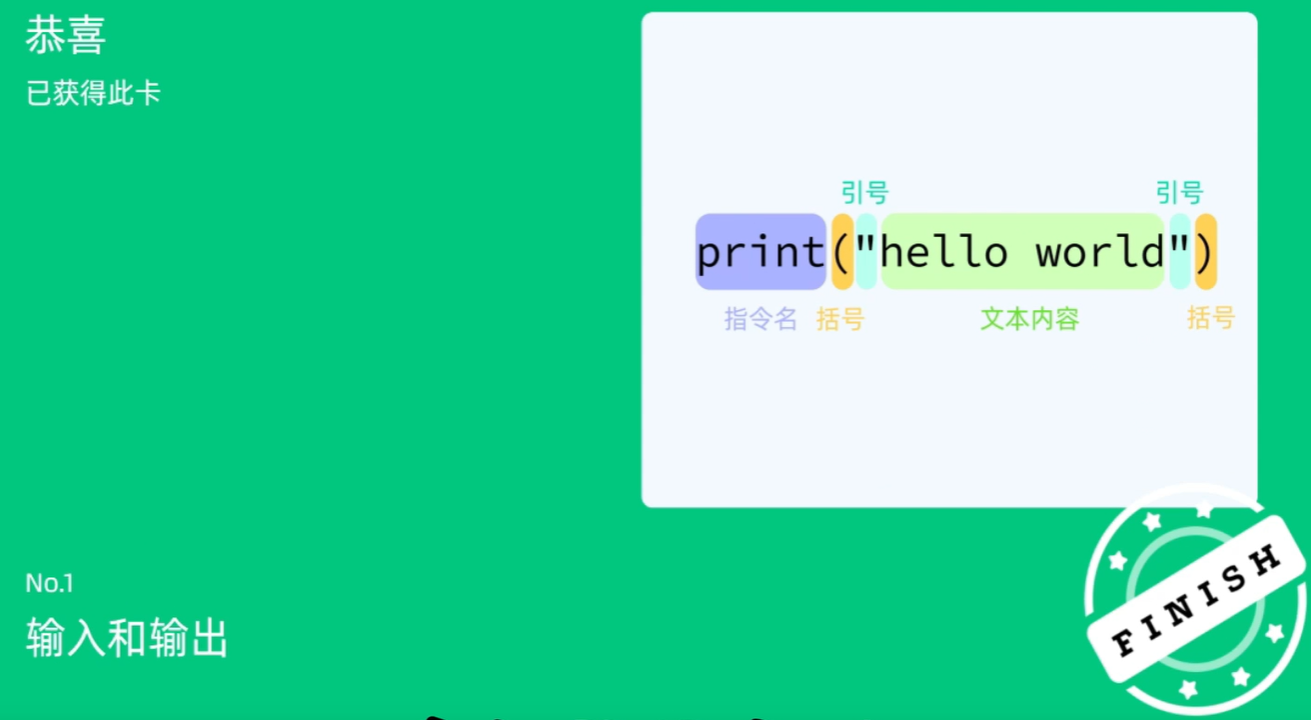 恭喜
已获得此卡
引号 引号
print("hello world")
指令名 括号 文本内容 括号
No.1
输入和输出
FINISH